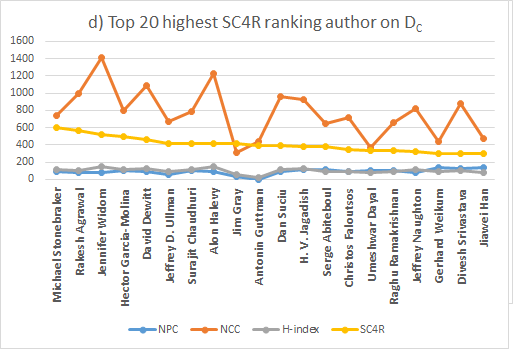 d) Top 20 highest SC4R ranking author on DC
1600
1400
1200
1000
800
600
400
200
0
Michael Stonebraker
Rakesh Agrawal
Jennifer Widom
Hector Garcia-Molina
David Dewitt
Jeffrey D. Ullman
Surajit Chaudhuri
Alon Halevy
Jim Gray
Antonin Guttman
Dan Suciu
H. V. Jagadish
Serge Abiteboul
Christos Faloutsos
Umeshwar Dayal
Raghu Ramakrishnan
Jeffrey Naughton
Gerhard Weikum
Divesh Srivastava
Jiawei Han
NPC NCC H-index SC4R